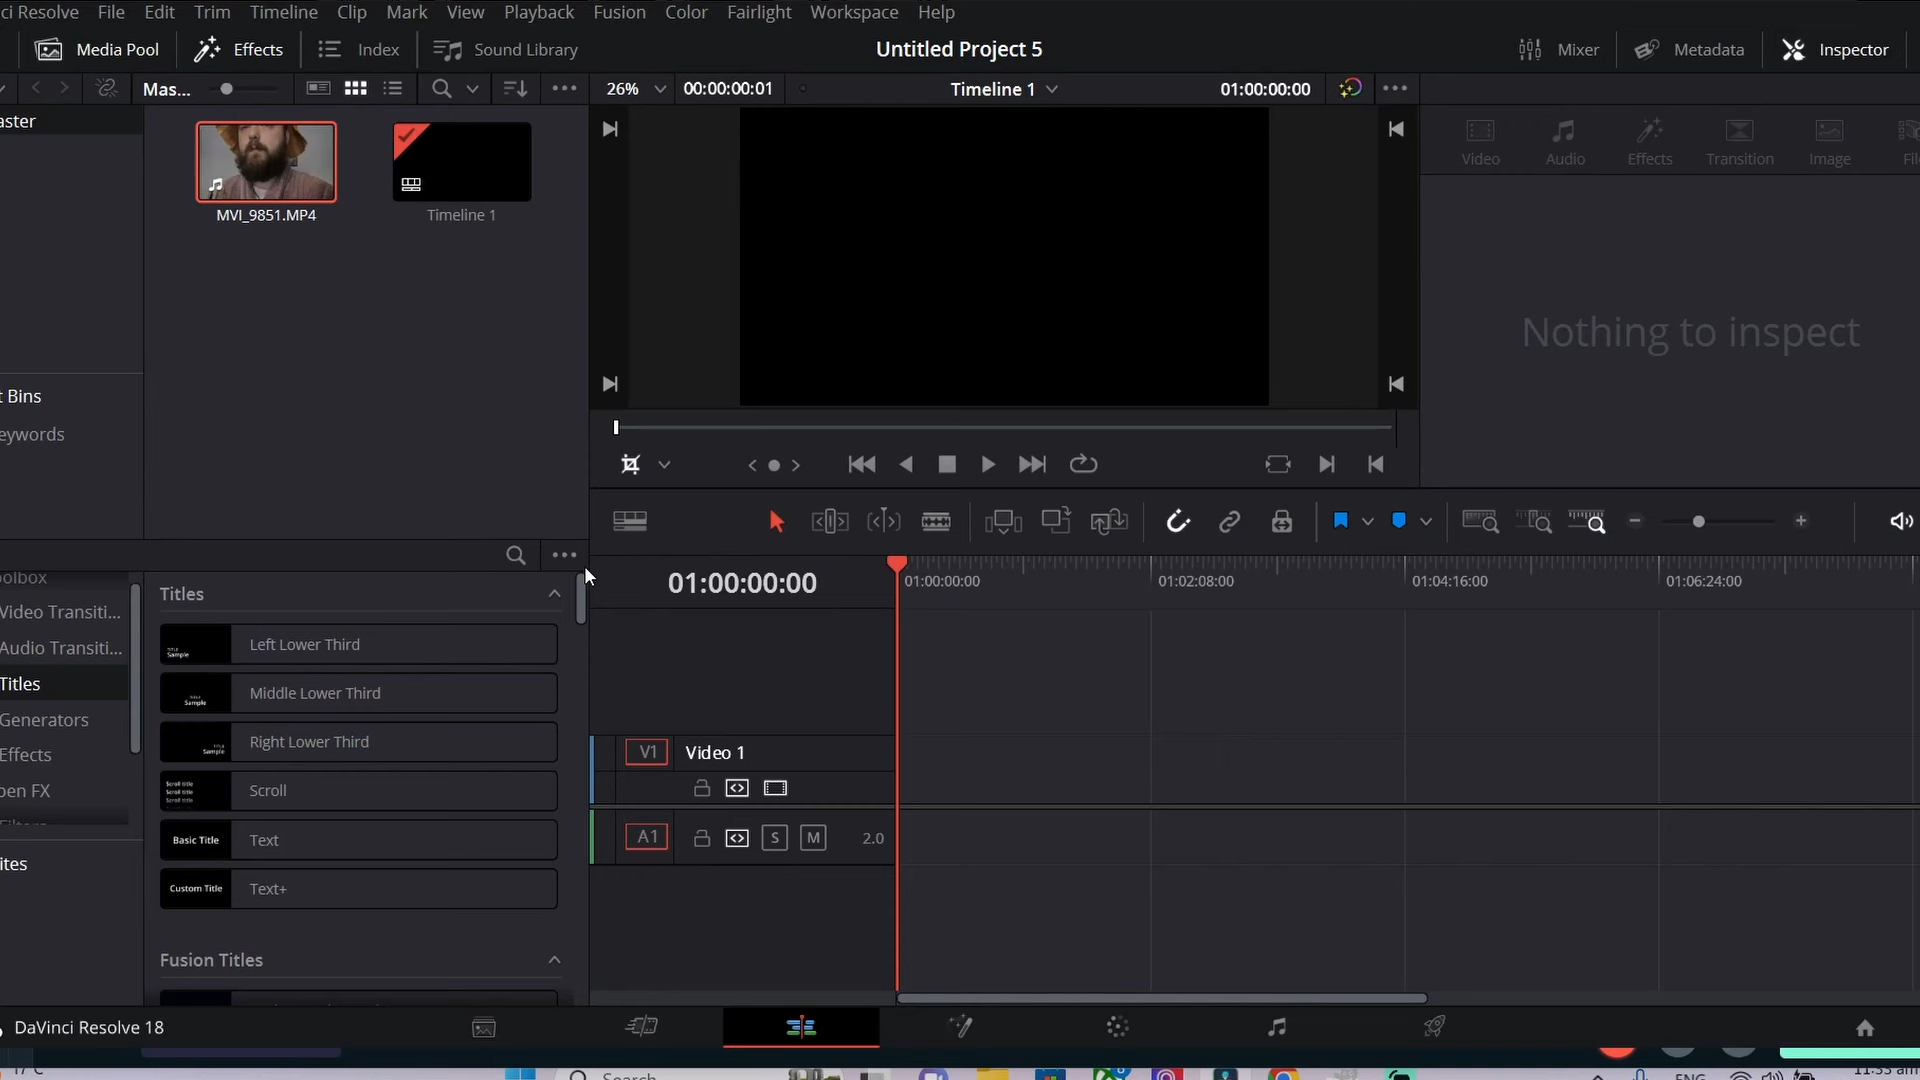 ci Resolve File Edit Trim Timeline Clip Mark View Playback Fusion Color Fairlight Workspace Help
Media Pool Effects Index Sound Library Untitled Project 5 Mixer Metadata Inspector
Mas... 26% 00:00:00:01 Timeline 1 01:00:00:00
aster
MVI_9851.MP4 Timeline 1
Video Audio Effects Transition Image Fil
Nothing to inspect
t Bins
eywords
01:00:00:00 01:00:00:00 01:02:08:00 01:04:16:00 01:06:24:00
oolbox
Video Transiti...
Audio Transiti...
Titles
Generators
Effects
pen FX
ites
Titles
Left Lower Third
Middle Lower Third
Right Lower Third
Scroll
Basic Title Text
Custom Title Text+
Fusion Titles
V1 Video 1
A1 S M 2.0
DaVinci Resolve 18
17°C Search ENG 11:33 am